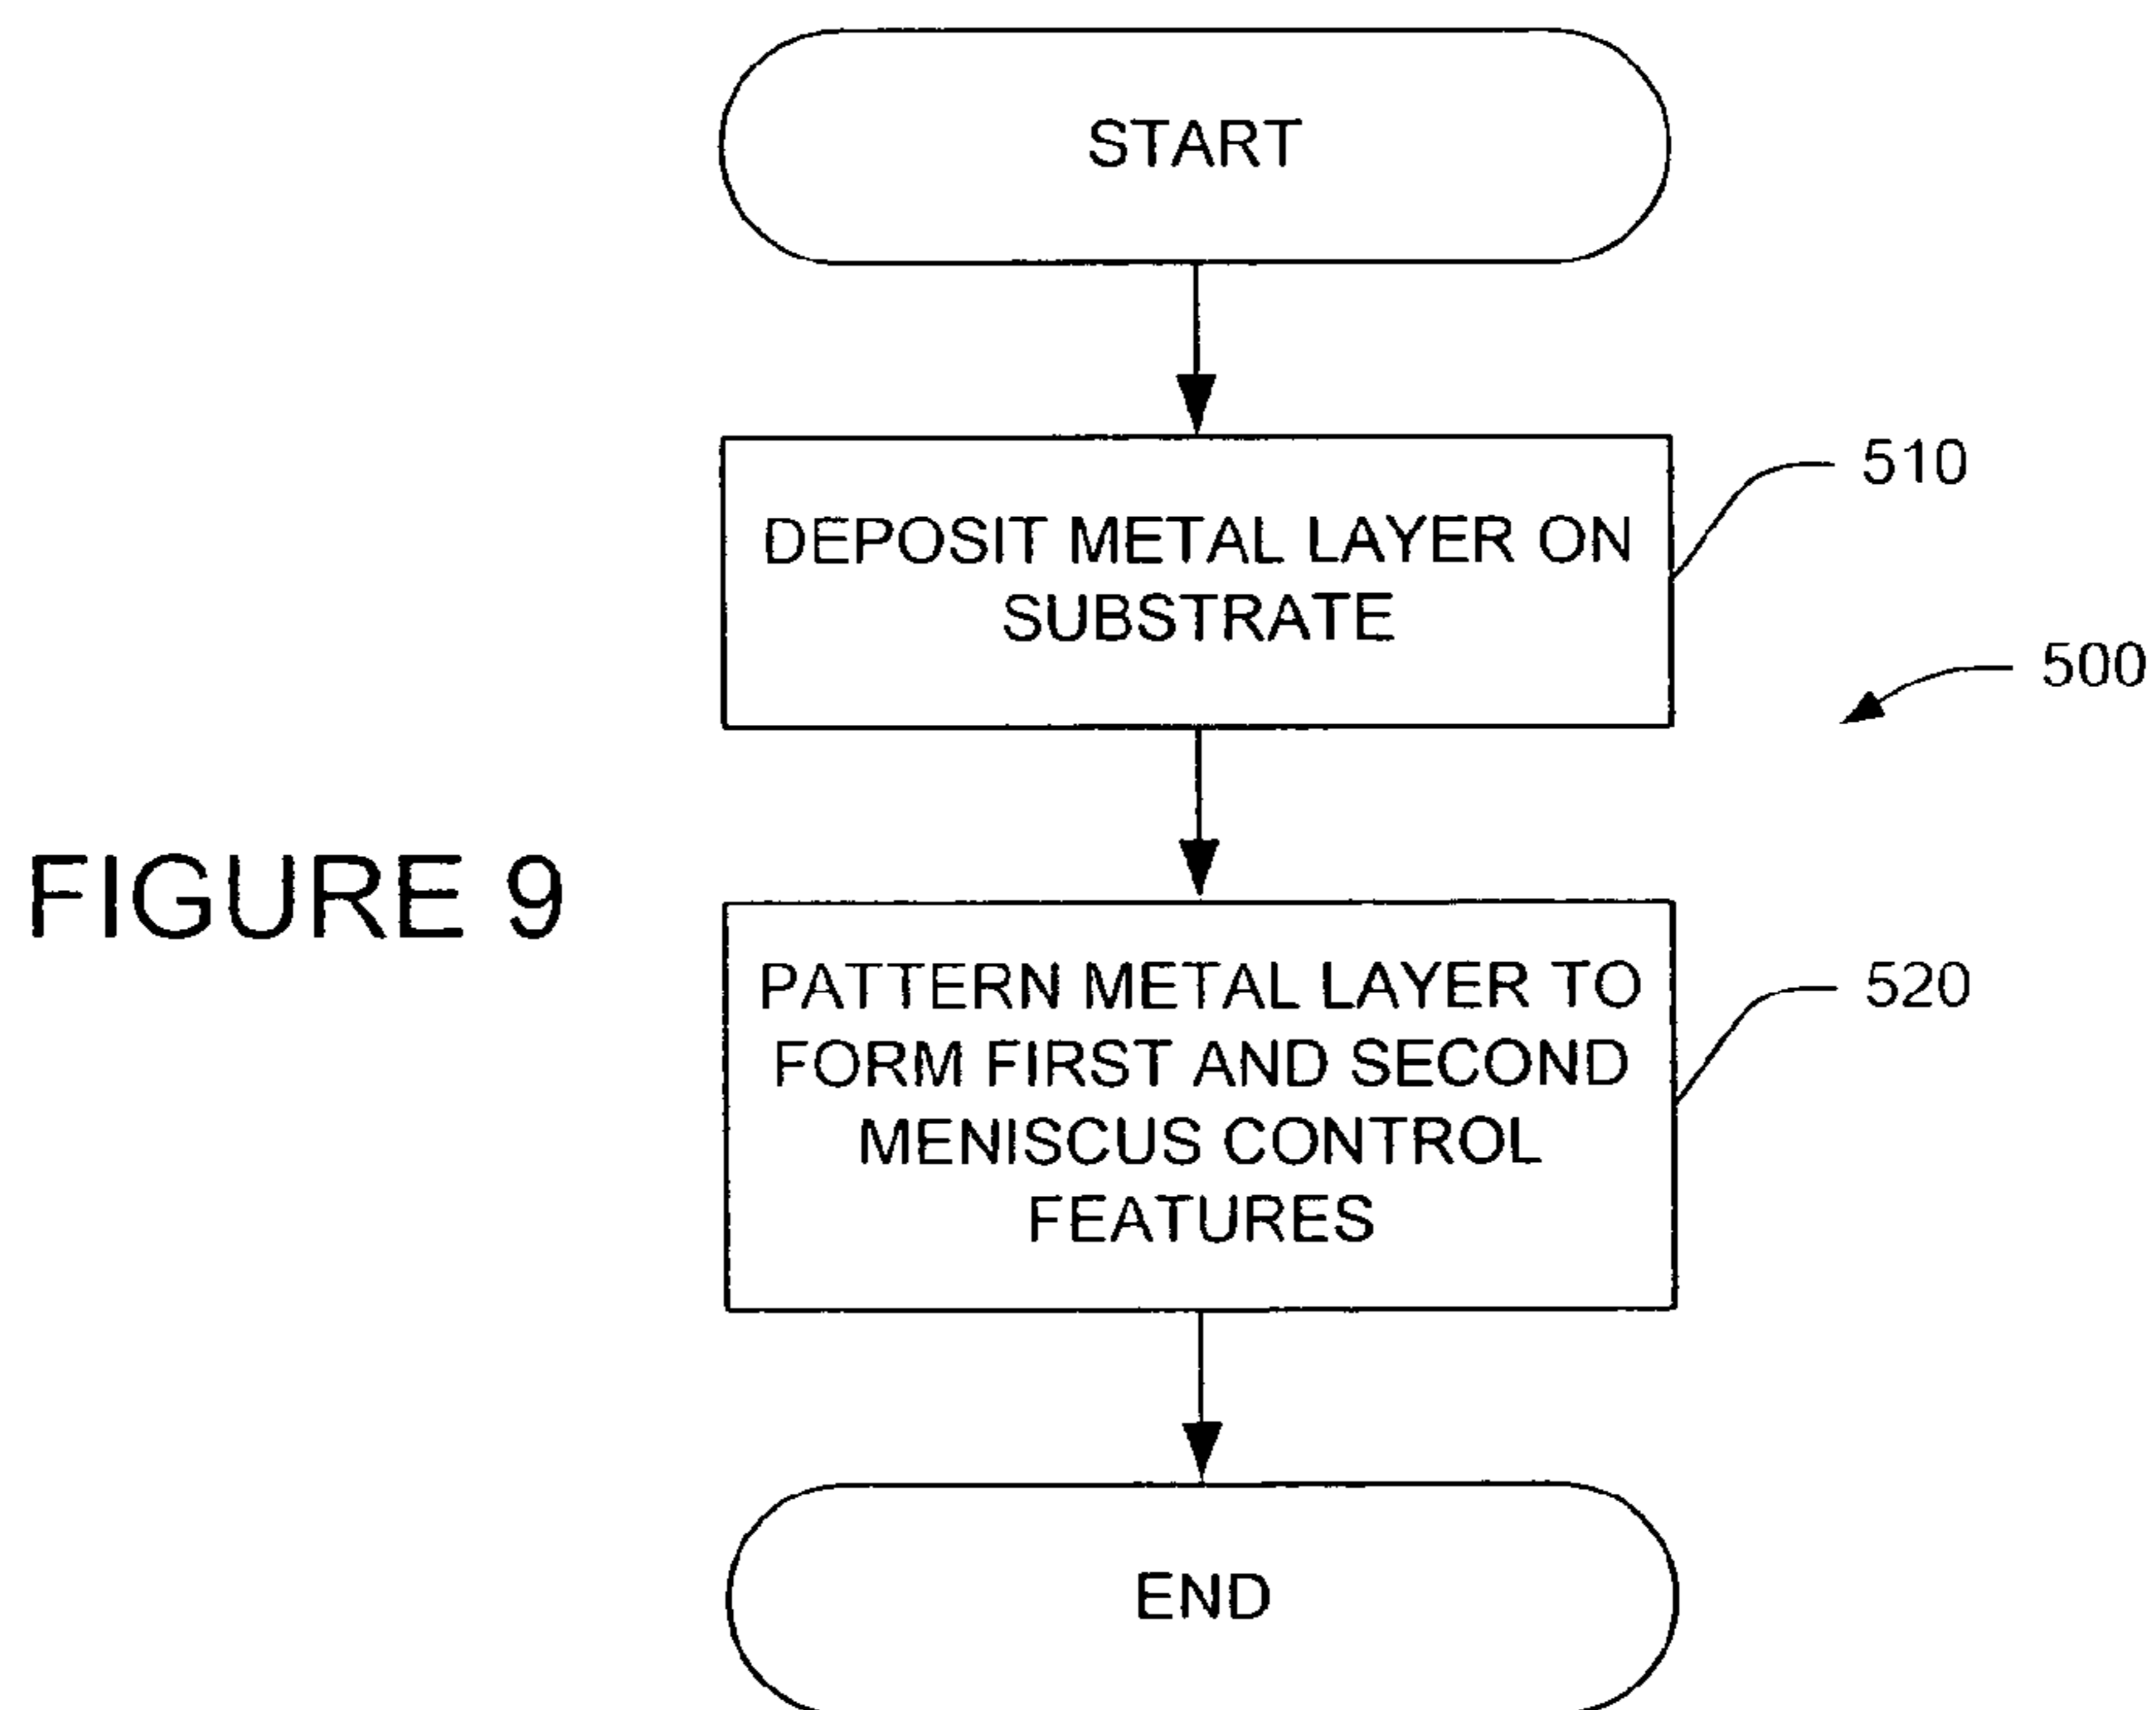 START
DEPOSIT METAL LAYER ON
SUBSTRATE
510
500
FIGURE 9
PATTERN METAL LAYER TO
FORM FIRST AND SECOND
MENISCUS CONTROL
FEATURES
520
END